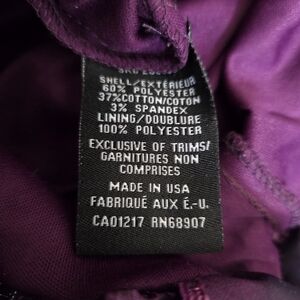 SHELL/EXTÉRIEUR
60% POLYESTER
37%COTTON/COTON
3% SPANDEX
LINING/DOUBLURE
100% POLYESTER
EXCLUSIVE OF TRIMS/
GARNITURES NON
COMPRISES
MADE IN USA
FABRIQUÉ AUX É.-U.
CA01217 RN68907